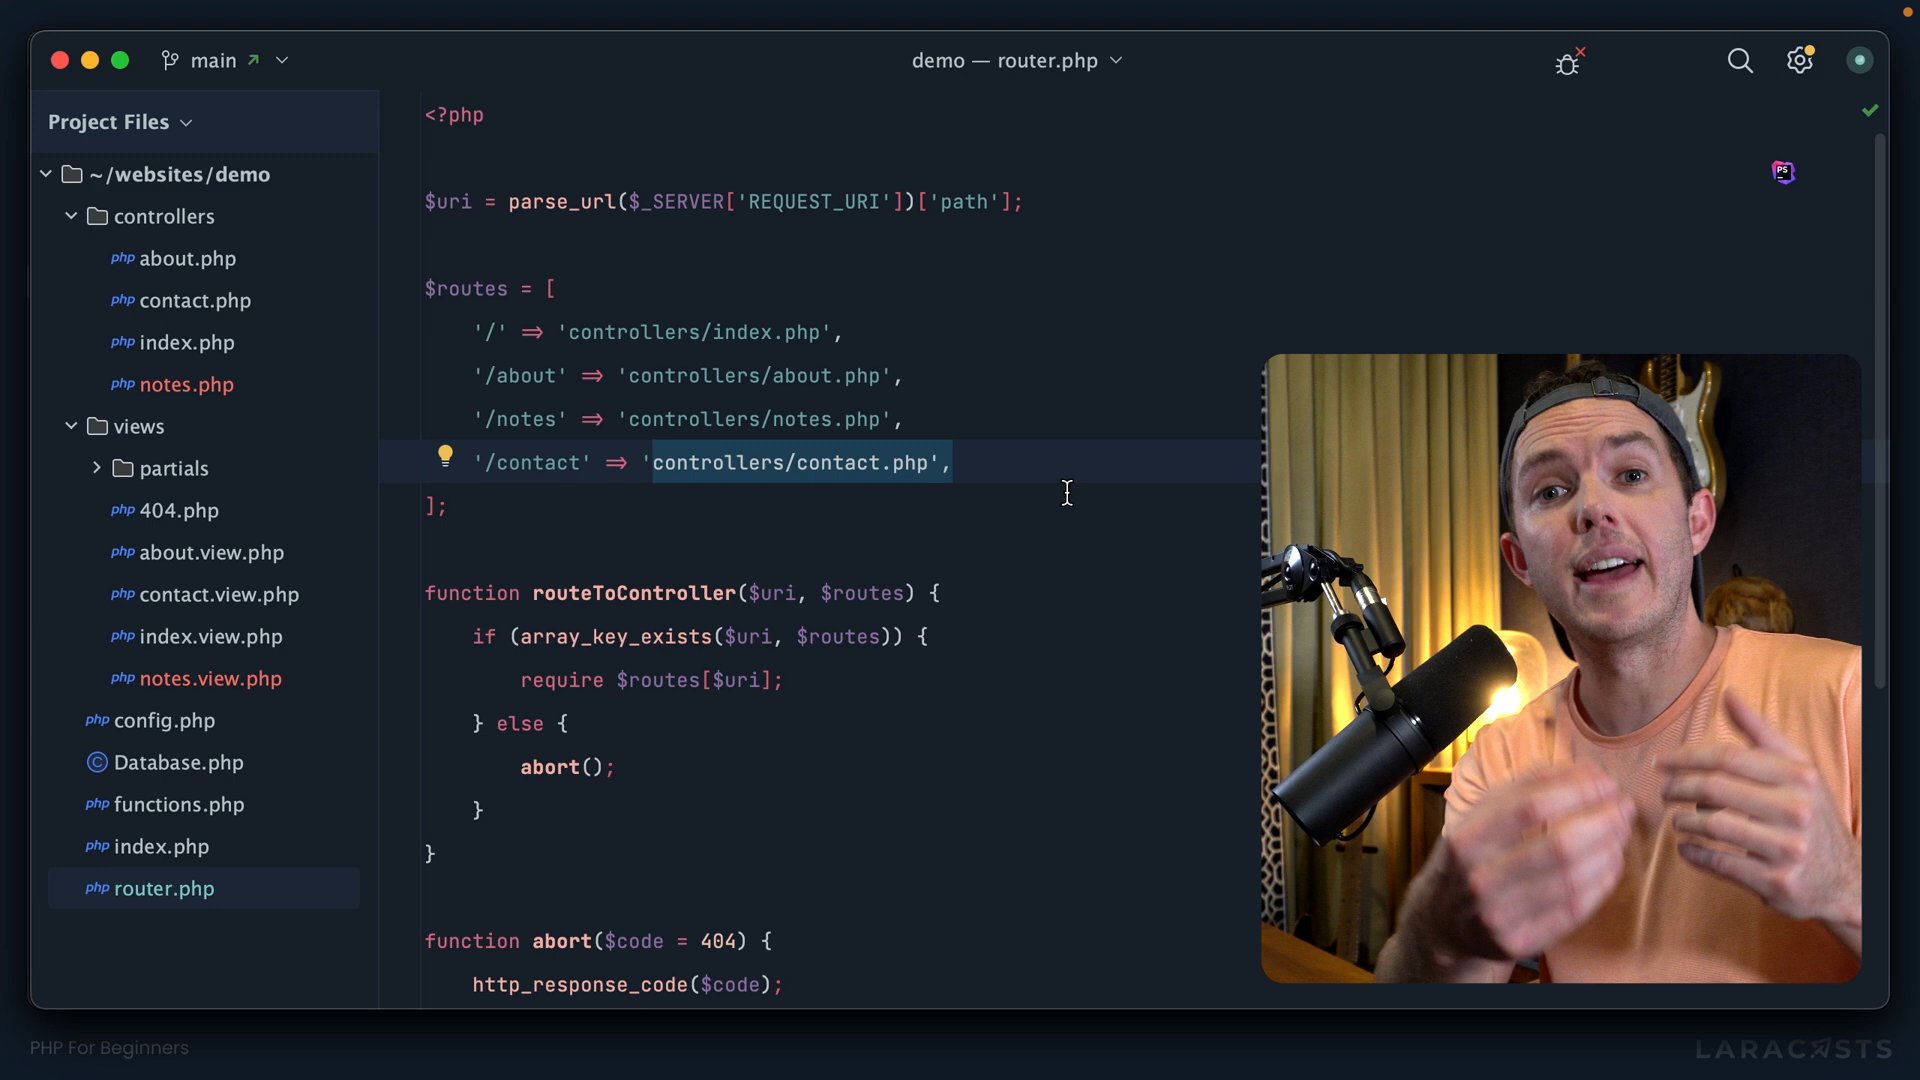 main
demo — router.php
Project Files
~/websites/demo
controllers
php about.php
php contact.php
php index.php
php notes.php
views
partials
php 404.php
php about.view.php
php contact.view.php
php index.view.php
php notes.view.php
php config.php
C Database.php
php functions.php
php index.php
php router.php
<?php
$uri = parse_url($_SERVER['REQUEST_URI'])['path'];
$routes = [
'/' => 'controllers/index.php',
'/about' => 'controllers/about.php',
'/notes' => 'controllers/notes.php',
'/contact' => 'controllers/contact.php',
];
function routeToController($uri, $routes) {
if (array_key_exists($uri, $routes)) {
require $routes[$uri];
} else {
abort();
}
}
function abort($code = 404) {
http_response_code($code);
PS
PHP For Beginners
LARACASTS